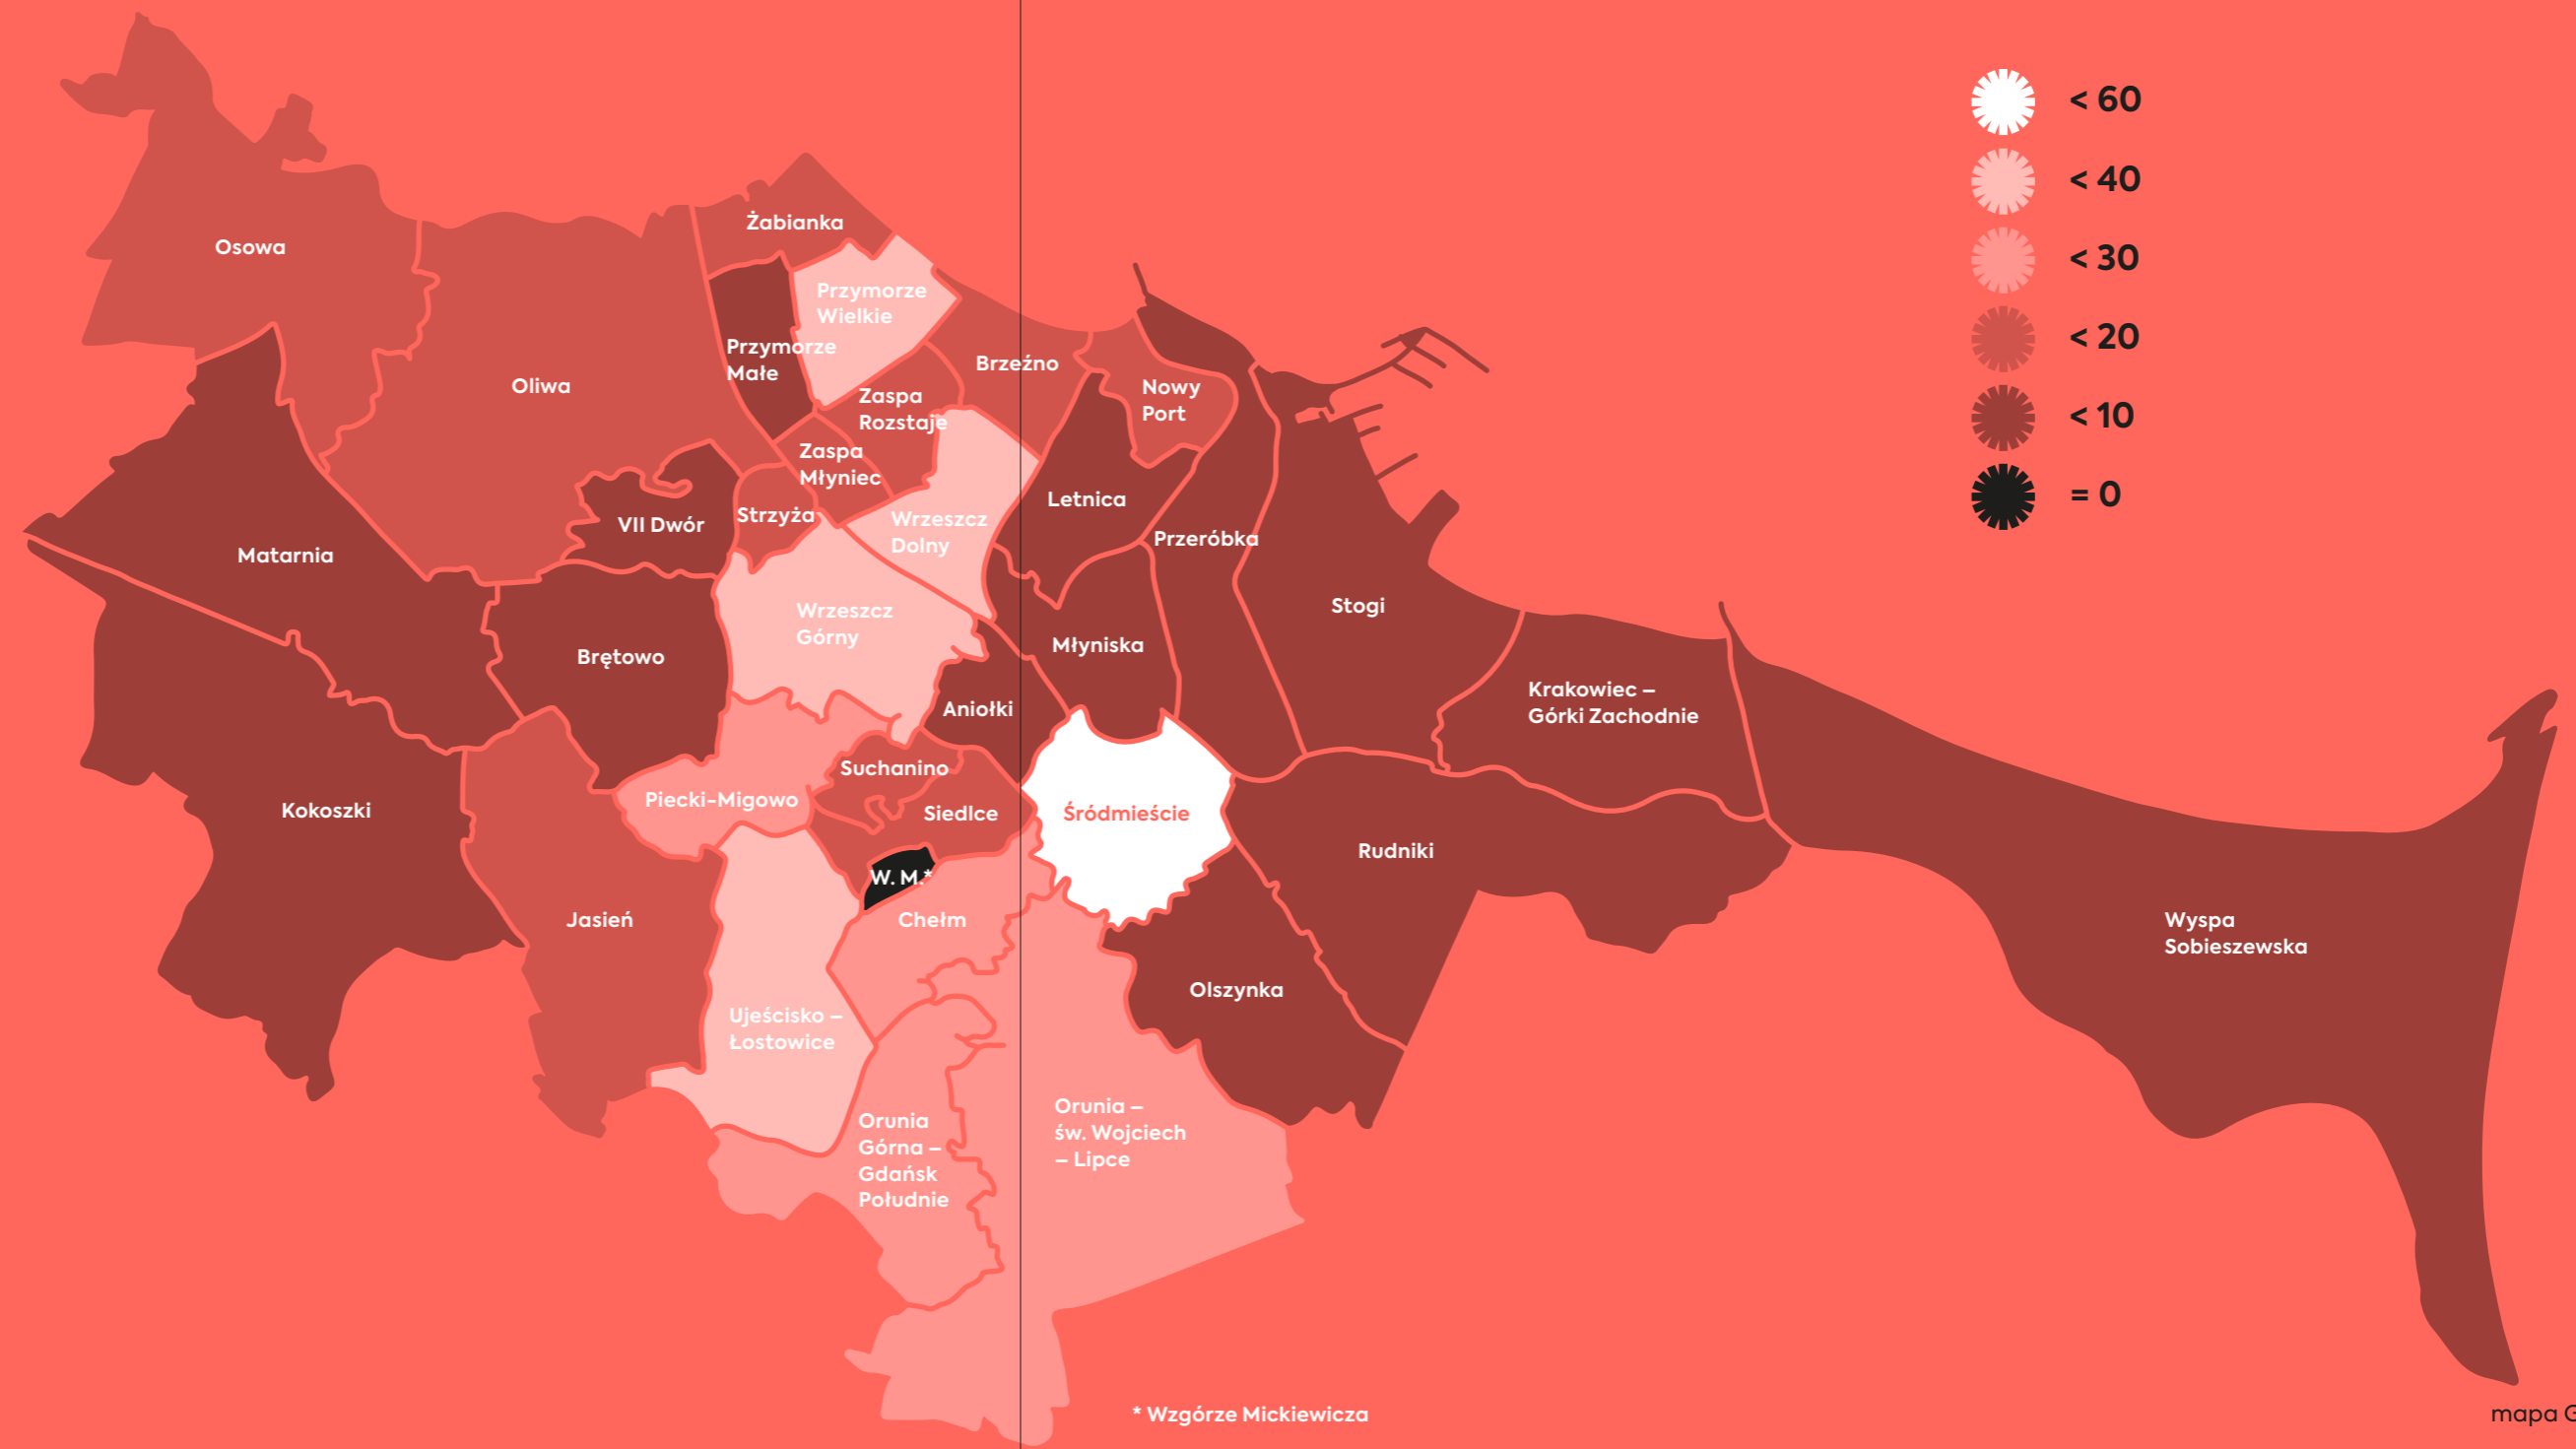 < 60
< 40
< 30
< 20
< 10
= 0
Osowa
Oliwa
Żabianka
Przymorze
Wielkie
Przymorze
Małe
Brzeźno
Zaspa
Rozstaje
Zaspa
Młyniec
Nowy
Port
Letnica
VII Dwór
Strzyża
Wrzeszcz
Dolny
Przeróbka
Matarnia
Wrzeszcz
Górny
Stogi
Brętowo
Młyniska
Aniołki
Krakowiec –
Górki Zachodnie
Kokoszki
Piecki-Migowo
Suchanino
Siedlce
Śródmieście
Rudniki
W. M.*
Jasień
Chełm
Wyspa
Sobieszewska
Olszynka
Ujeścisko –
Łostowice
Orunia
Górna –
Gdańsk
Południe
Orunia –
św. Wojciech
– Lipce
* Wzgórze Mickiewicza
mapa G